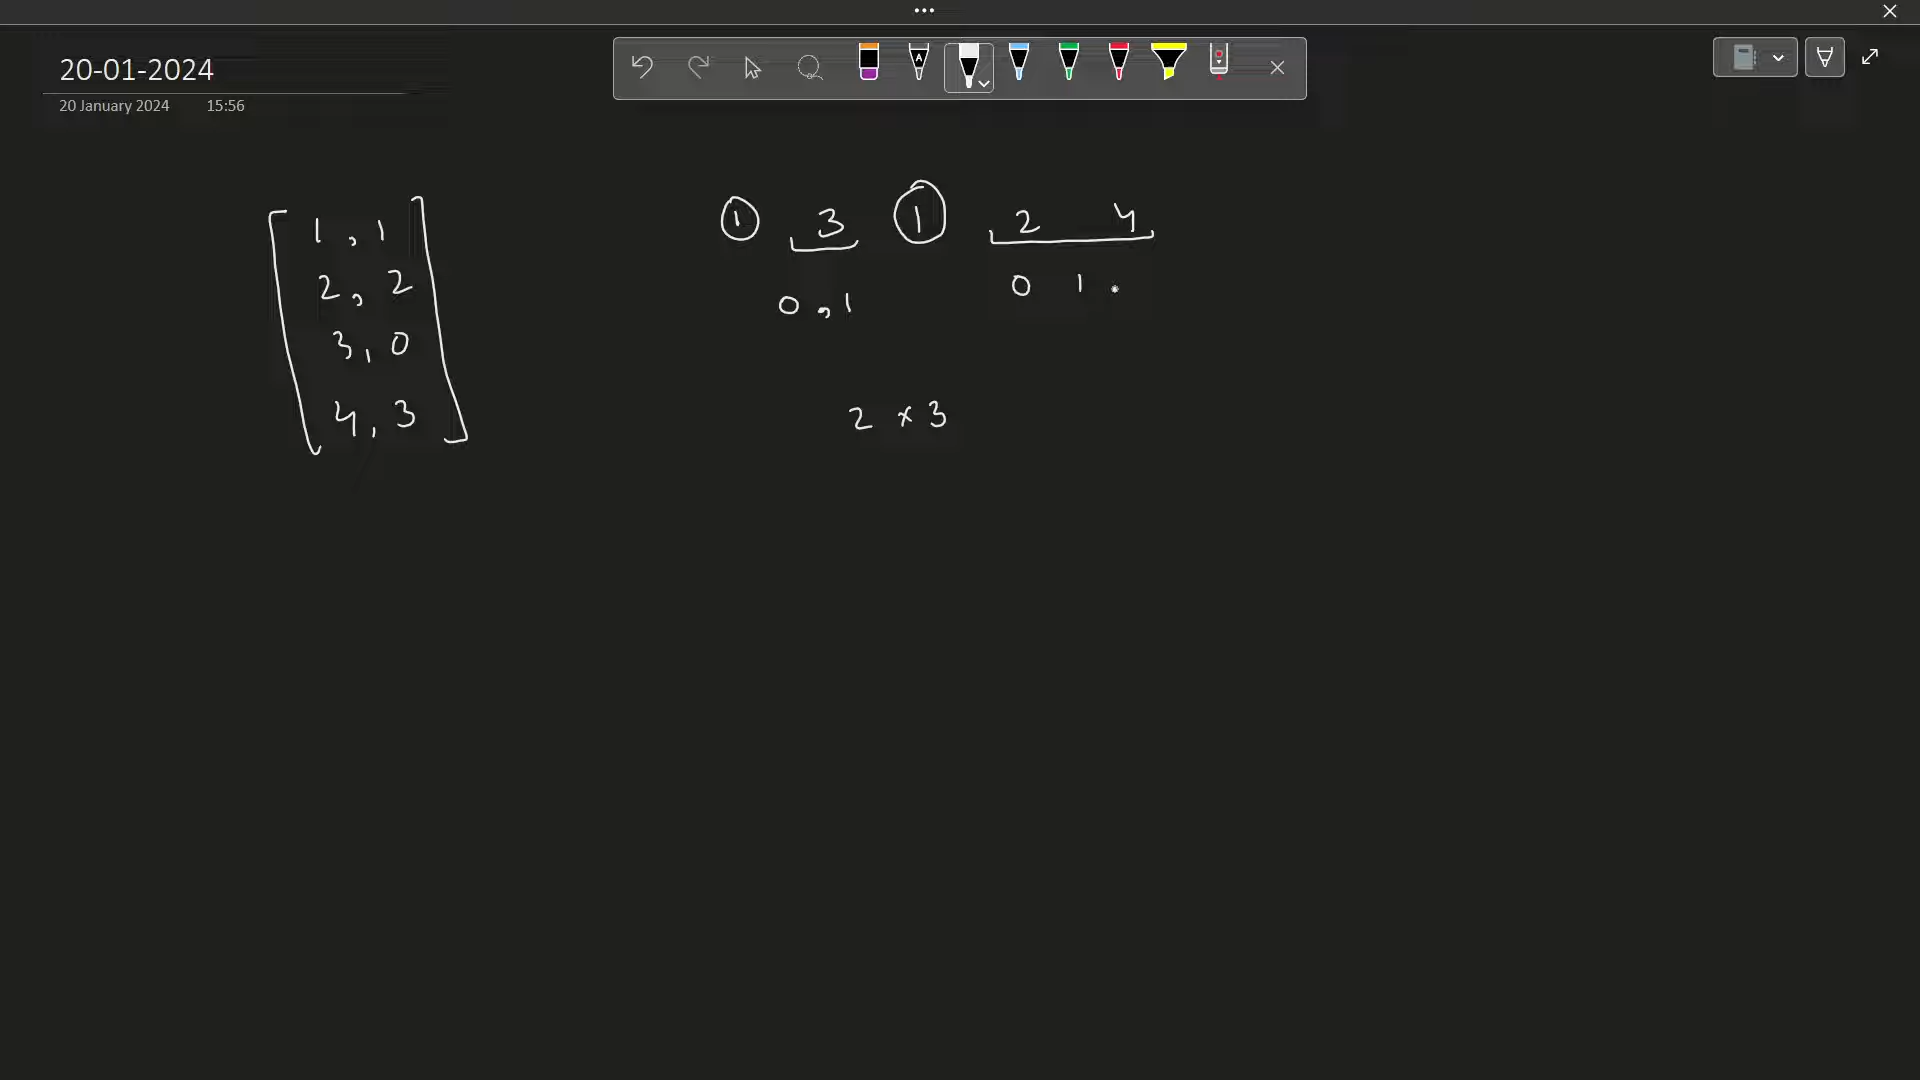 20-01-2024
20 January 2024 15:56
1 , 1
2 , 2
3 , 0
4 , 3
1 3 1 2 4
0 , 1
0 1 .
2 × 3